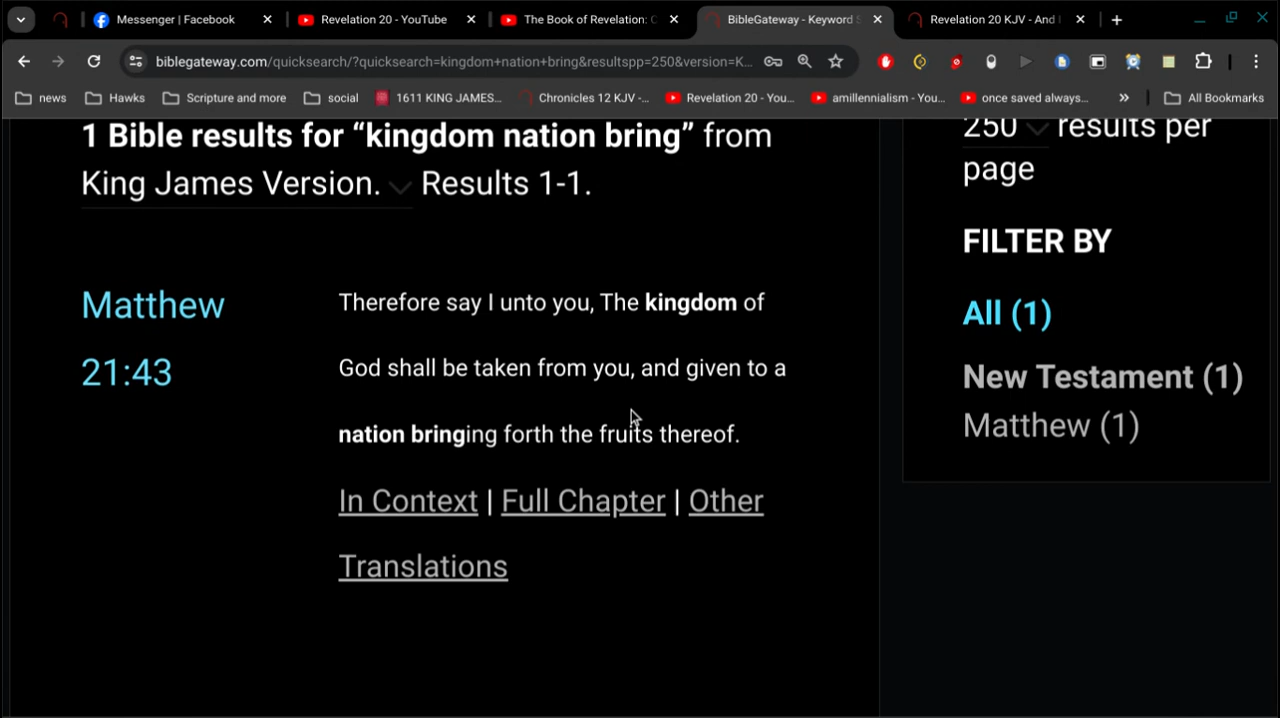 Messenger | Facebook
Revelation 20 - YouTube
The Book of Revelation: C
BibleGateway - Keyword S
Revelation 20 KJV - And I
biblegateway.com/quicksearch/?quicksearch=kingdom+nation+bring&resultspp=250&version=K...
news
Hawks
Scripture and more
social
1611 KING JAMES...
Chronicles 12 KJV -...
Revelation 20 - You...
amillennialism - You...
once saved always...
»
All Bookmarks
1 Bible results for “kingdom nation bring” from
King James Version. Results 1-1.
Matthew
21:43
Therefore say I unto you, The kingdom of
God shall be taken from you, and given to a
nation bringing forth the fruits thereof.
In Context | Full Chapter | Other
Translations
250 results per
page
FILTER BY
All (1)
New Testament (1)
Matthew (1)